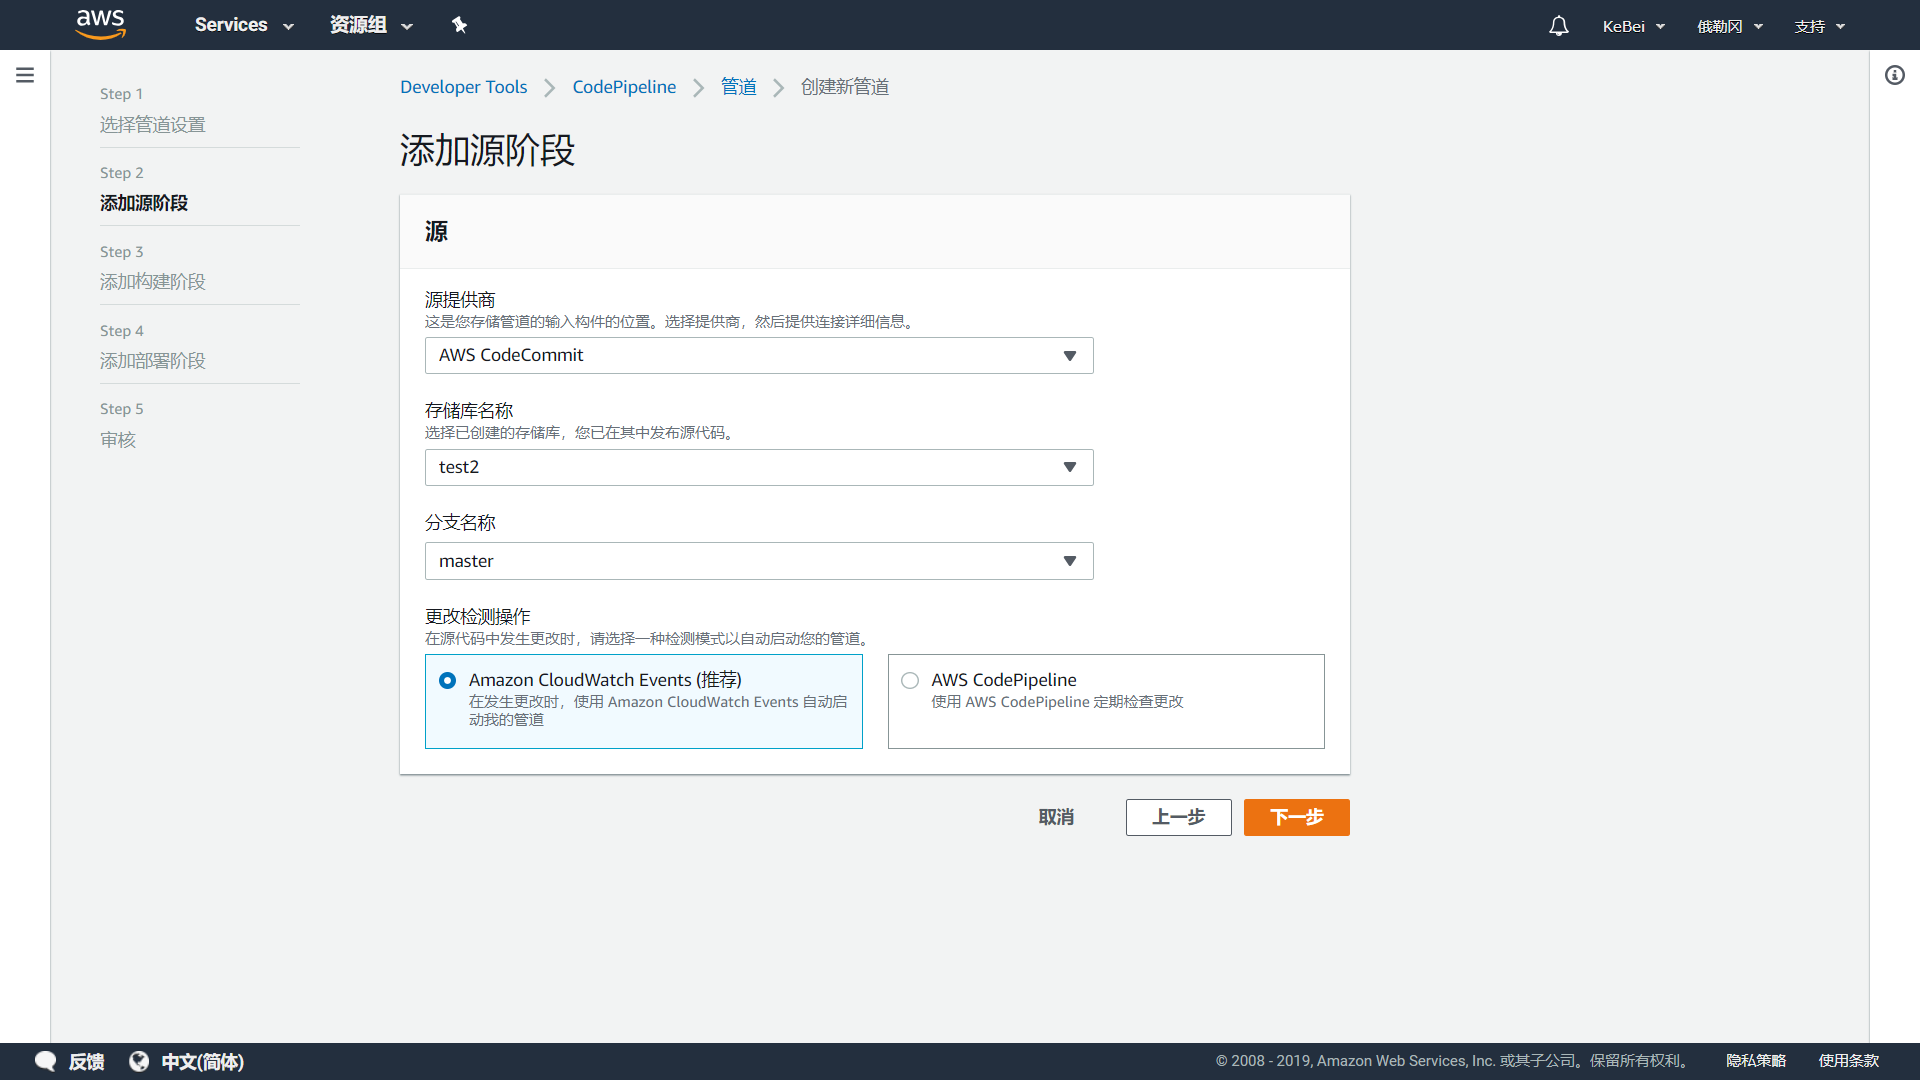 aws
Services
资源组
KeBei
俄勒冈
支持
Step 1
选择管道设置
Step 2
添加源阶段
Step 3
添加构建阶段
Step 4
添加部署阶段
Step 5
审核
Developer Tools
CodePipeline
管道
创建新管道
添加源阶段
源
源提供商
这是您存储管道的输入构件的位置。选择提供商，然后提供连接详细信息。
AWS CodeCommit
存储库名称
选择已创建的存储库，您已在其中发布源代码。
test2
分支名称
master
更改检测操作
在源代码中发生更改时，请选择一种检测模式以自动启动您的管道。
Amazon CloudWatch Events (推荐)
在发生更改时，使用 Amazon CloudWatch Events 自动启
动我的管道
AWS CodePipeline
使用 AWS CodePipeline 定期检查更改
取消
上一步
下一步
反馈
中文(简体)
© 2008 - 2019, Amazon Web Services, Inc. 或其子公司。保留所有权利。
隐私策略
使用条款